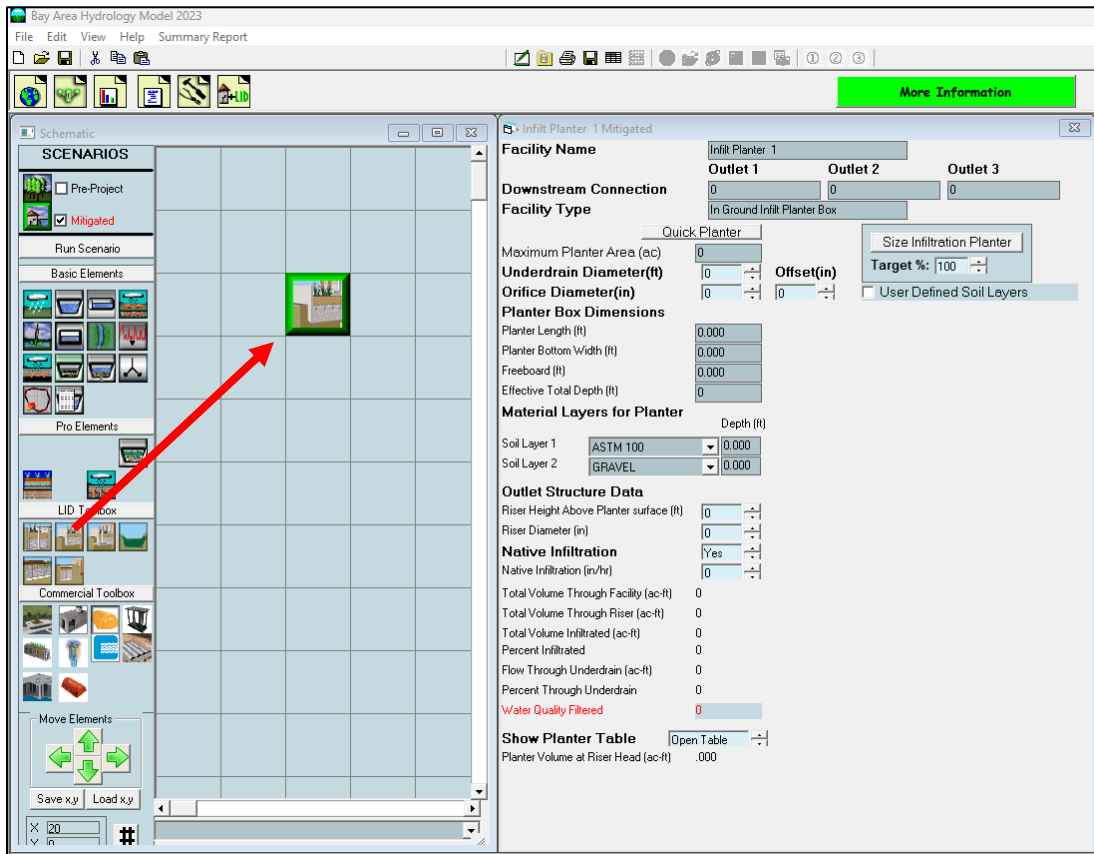 Bay Area Hydrology Model 2023
File Edit View Help Summary Report
① ② ③
+LID
More Information
Schematic
SCENARIOS
Pre-Project
Mitigated
Run Scenario
Basic Elements
Pro Elements
LID Toolbox
Commercial Toolbox
Move Elements
Save x,y Load x,y
X 20
Y 0
#
Infilt Planter 1 Mitigated
Facility Name Infilt Planter 1
Outlet 1 Outlet 2 Outlet 3
Downstream Connection 0 0 0
Facility Type In Ground Infilt Planter Box
Quick Planter
Size Infiltration Planter
Maximum Planter Area (ac) 0
Target %: 100
Underdrain Diameter(ft) 0 Offset(in)
Orifice Diameter(in) 0 0
User Defined Soil Layers
Planter Box Dimensions
Planter Length (ft) 0.000
Planter Bottom Width (ft) 0.000
Freeboard (ft) 0.000
Effective Total Depth (ft) 0
Material Layers for Planter
Depth (ft)
Soil Layer 1 ASTM 100 0.000
Soil Layer 2 GRAVEL 0.000
Outlet Structure Data
Riser Height Above Planter surface (ft) 0
Riser Diameter (in) 0
Native Infiltration Yes
Native Infiltration (in/hr) 0
Total Volume Through Facility (ac-ft) 0
Total Volume Through Riser (ac-ft) 0
Total Volume Infiltrated (ac-ft) 0
Percent Infiltrated 0
Flow Through Underdrain (ac-ft) 0
Percent Through Underdrain 0
Water Quality Filtered 0
Show Planter Table Open Table
Planter Volume at Riser Head (ac-ft) .000